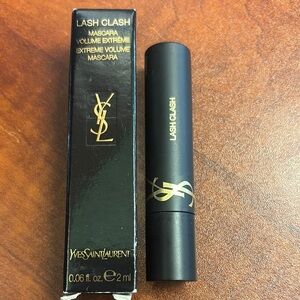 LASH CLASH
MASCARA
VOLUME EXTRÊME
EXTREME VOLUME
MASCARA
YSL
YVESSAINTLAURENT
0.06 fl. oz. e 2 ml
LASH CLASH
YSL